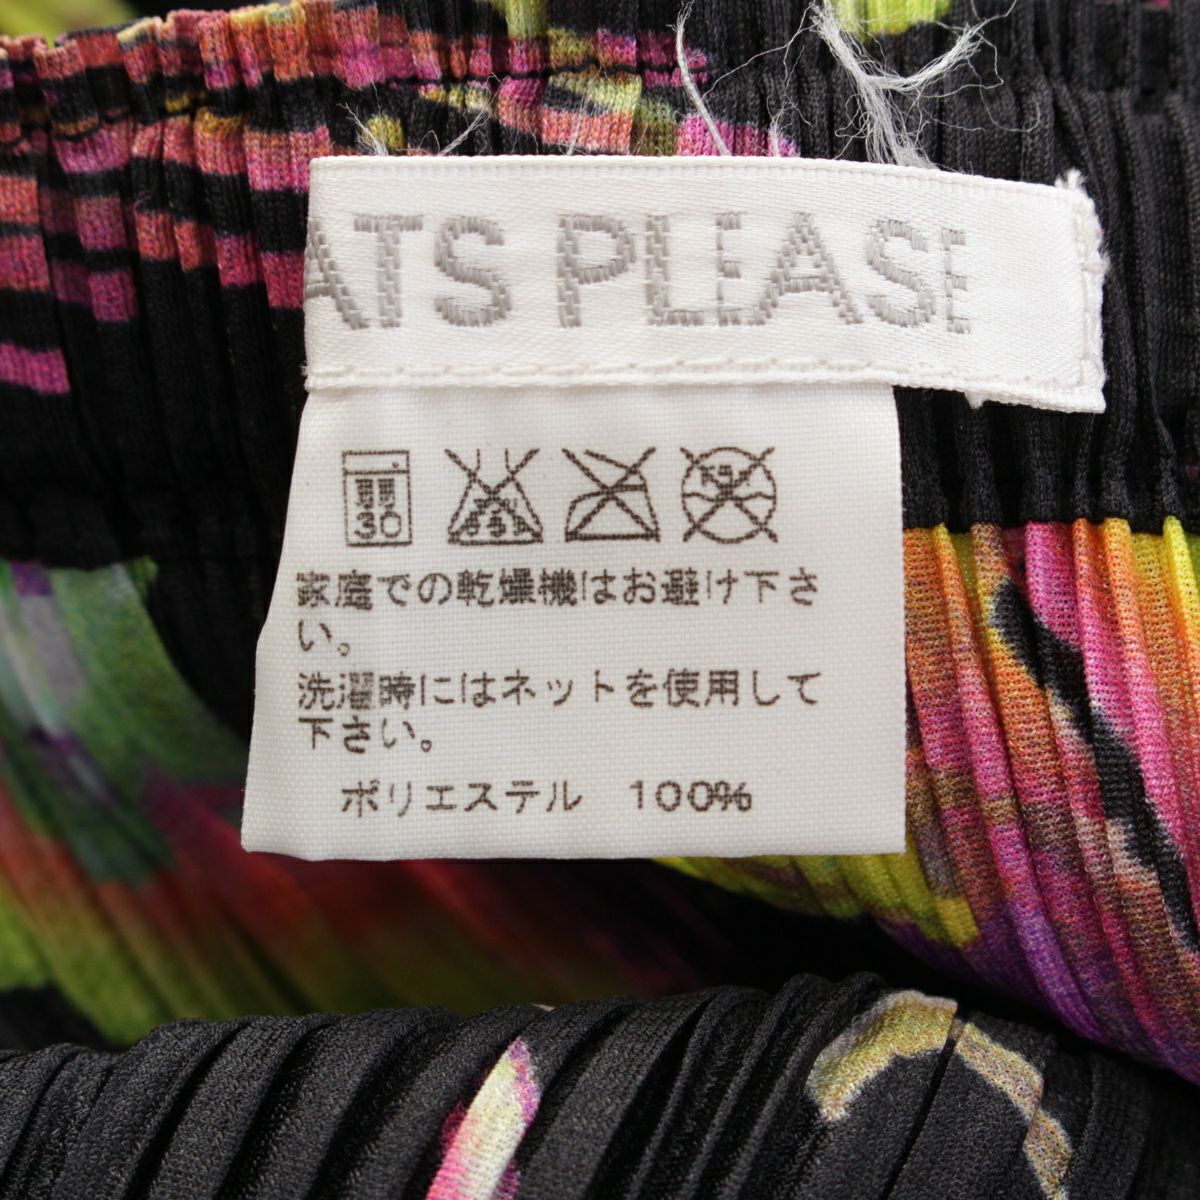 ATS PLEASE
30
家庭での乾燥機はお避け下さ
い。
洗濯時にはネットを使用して
下さい。
ポリエステル 100%